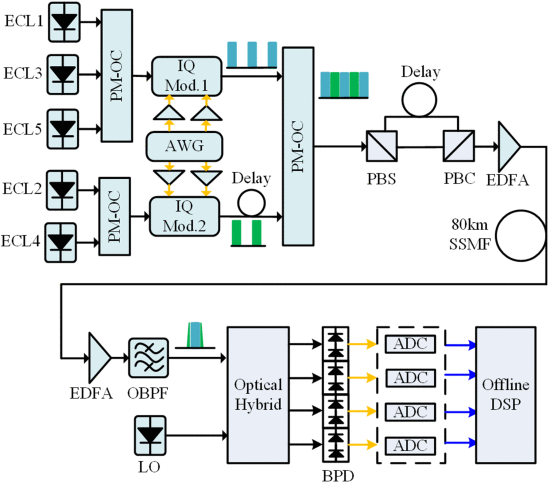 ECL1
ECL3
ECL5
ECL2
ECL4
PM-OC
PM-OC
IQ
Mod.1
AWG
IQ
Mod.2
Delay
PM-OC
Delay
PBS
PBC
EDFA
80km
SSMF
EDFA
OBPF
LO
Optical
Hybrid
BPD
ADC
ADC
ADC
ADC
Offline
DSP